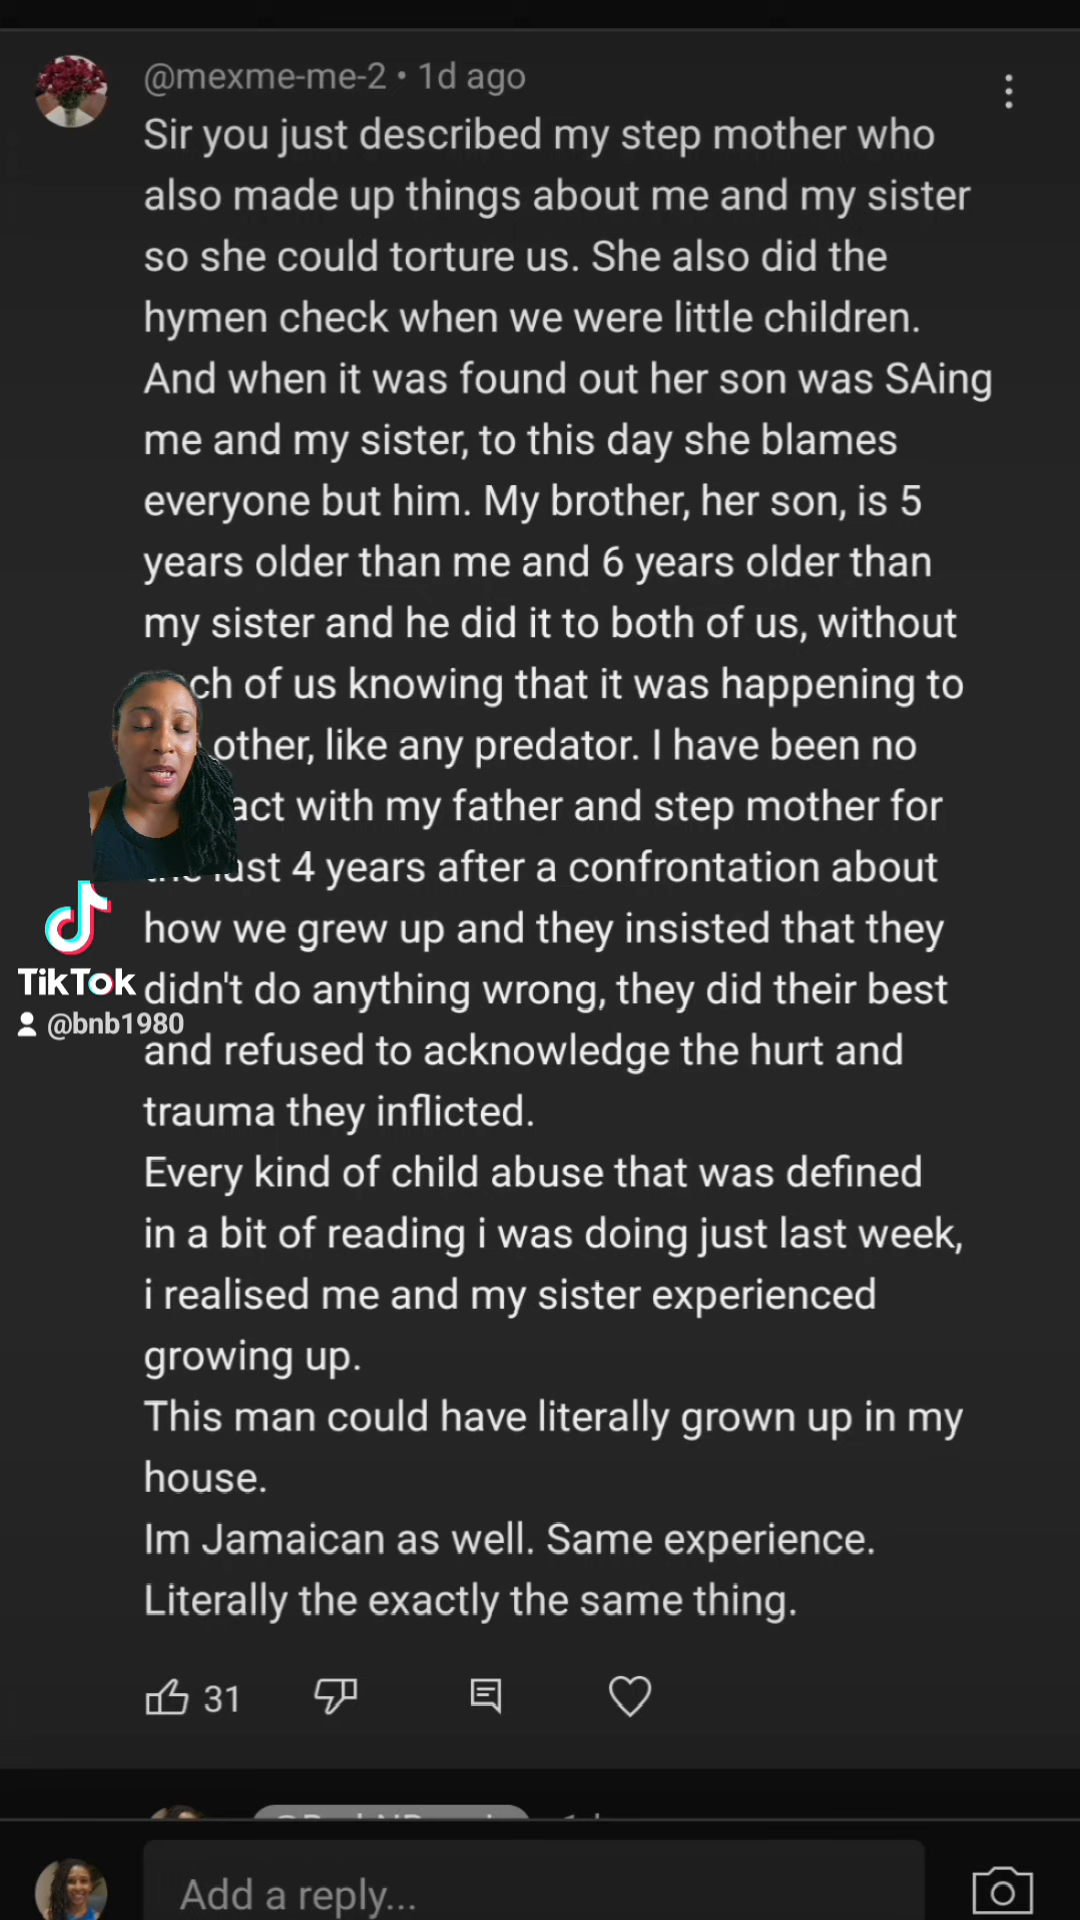 @mexme-me-2 • 1d ago
Sir you just described my step mother who
also made up things about me and my sister
so she could torture us. She also did the
hymen check when we were little children.
And when it was found out her son was SAing
me and my sister, to this day she blames
everyone but him. My brother, her son, is 5
years older than me and 6 years older than
my sister and he did it to both of us, without
ch of us knowing that it was happening to
other, like any predator. I have been no
act with my father and step mother for
last 4 years after a confrontation about
how we grew up and they insisted that they
TikTok
didn't do anything wrong, they did their best
@bnb1980
and refused to acknowledge the hurt and
trauma they inflicted.
Every kind of child abuse that was defined
in a bit of reading i was doing just last week,
i realised me and my sister experienced
growing up.
This man could have literally grown up in my
house.
Im Jamaican as well. Same experience.
Literally the exactly the same thing.
31
Add a reply...